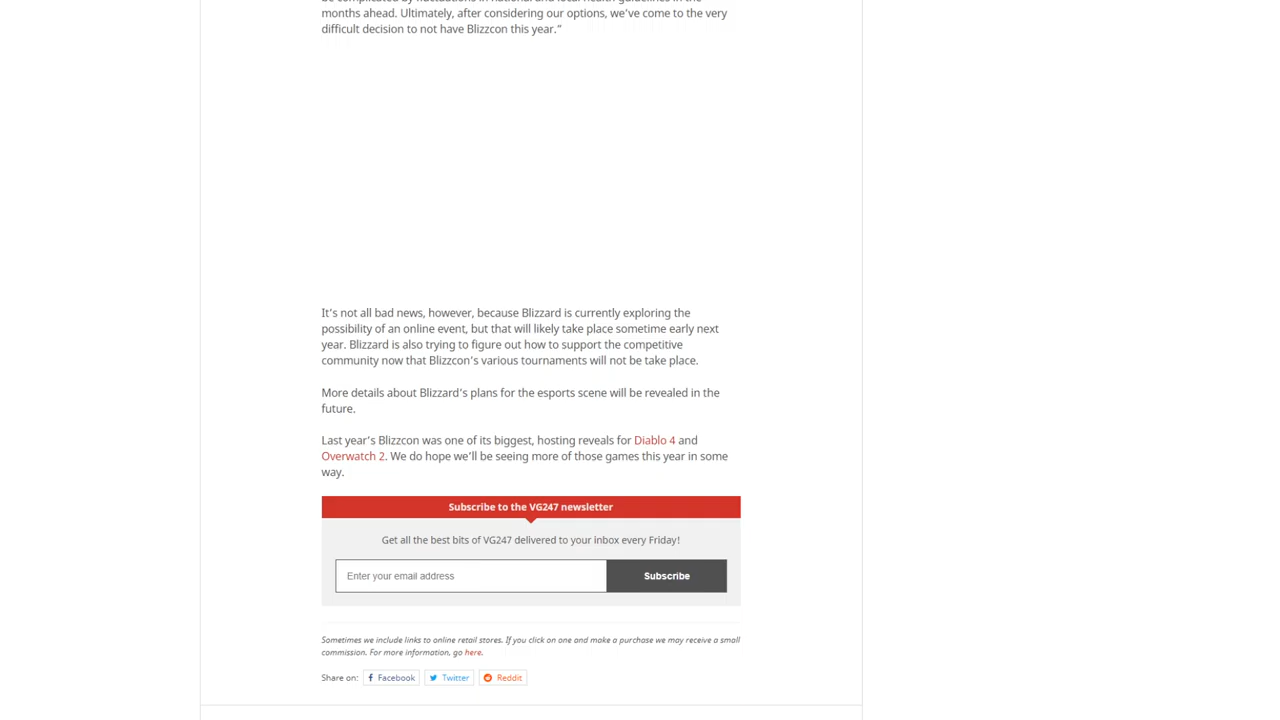 months ahead. Ultimately, after considering our options, we've come to the very
difficult decision to not have Blizzcon this year."
It's not all bad news, however, because Blizzard is currently exploring the
possibility of an online event, but that will likely take place sometime early next
year. Blizzard is also trying to figure out how to support the competitive
community now that Blizzcon's various tournaments will not be take place.
More details about Blizzard's plans for the esports scene will be revealed in the
future.
Last year's Blizzcon was one of its biggest, hosting reveals for Diablo 4 and
Overwatch 2. We do hope we'll be seeing more of those games this year in some
way.
Subscribe to the VG247 newsletter
Get all the best bits of VG247 delivered to your inbox every Friday!
Enter your email address
Subscribe
Sometimes we include links to online retail stores. If you click on one and make a purchase we may receive a small
commission. For more information, go here.
Share on: Facebook Twitter Reddit